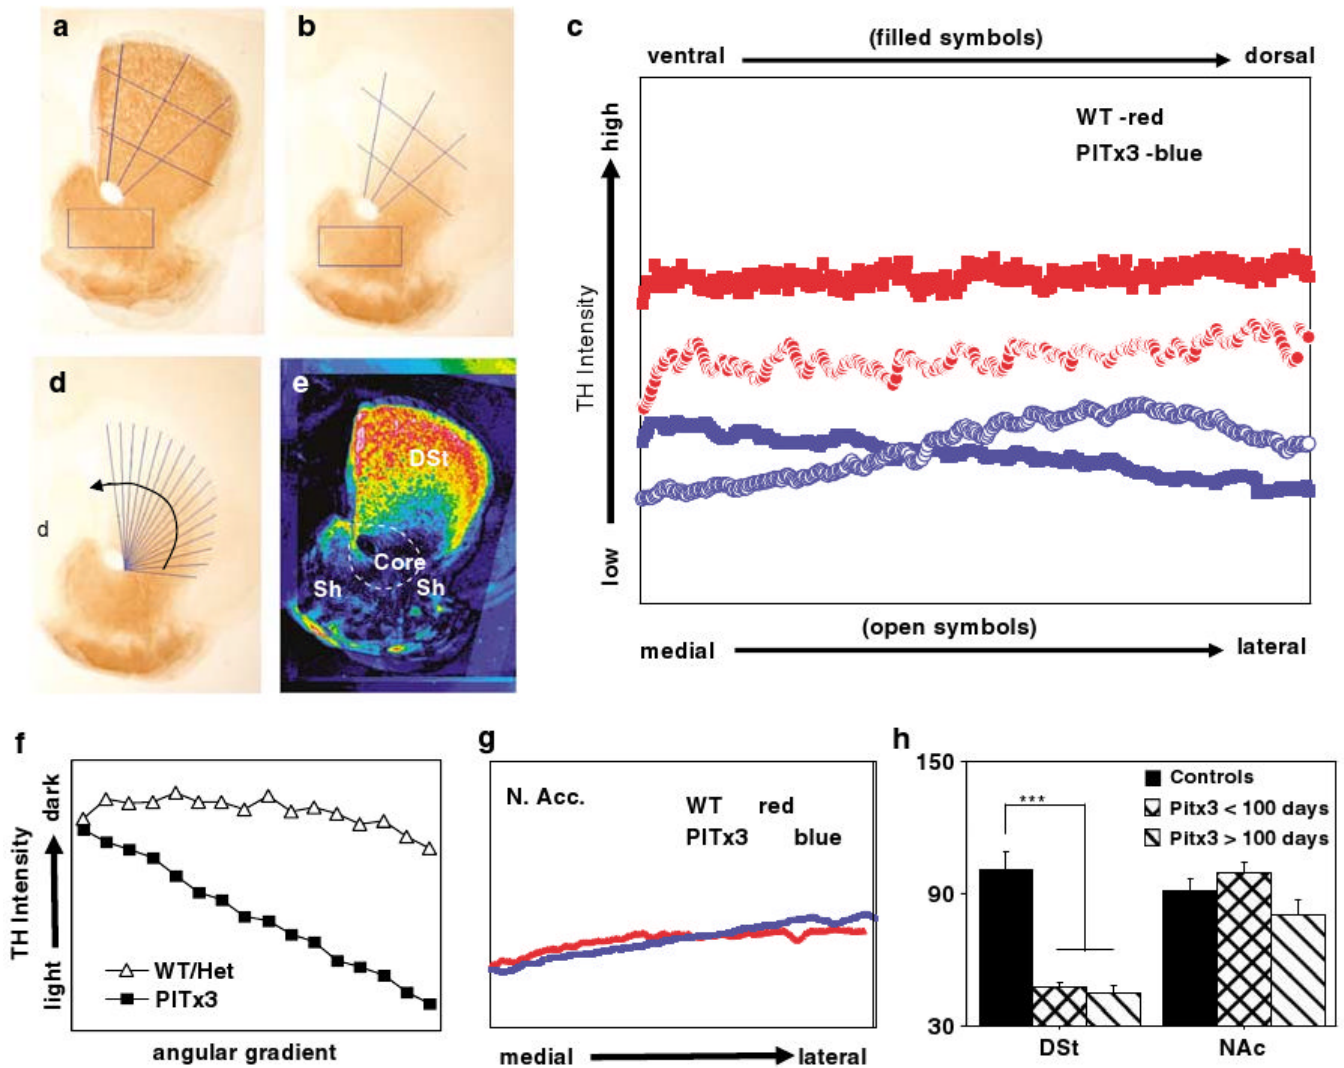 a
b
c
(filled symbols)
ventral
dorsal
high
WT -red
PITx3 -blue
TH Intensity
low
(open symbols)
medial
lateral
d
d
e
DSt
Core
Sh
Sh
f
dark
TH Intensity
light
WT/Het
PITx3
angular gradient
g
N. Acc.
WT red
PITx3 blue
medial
lateral
h
150
90
30
Controls
Pitx3 < 100 days
Pitx3 > 100 days
***
DSt
NAc